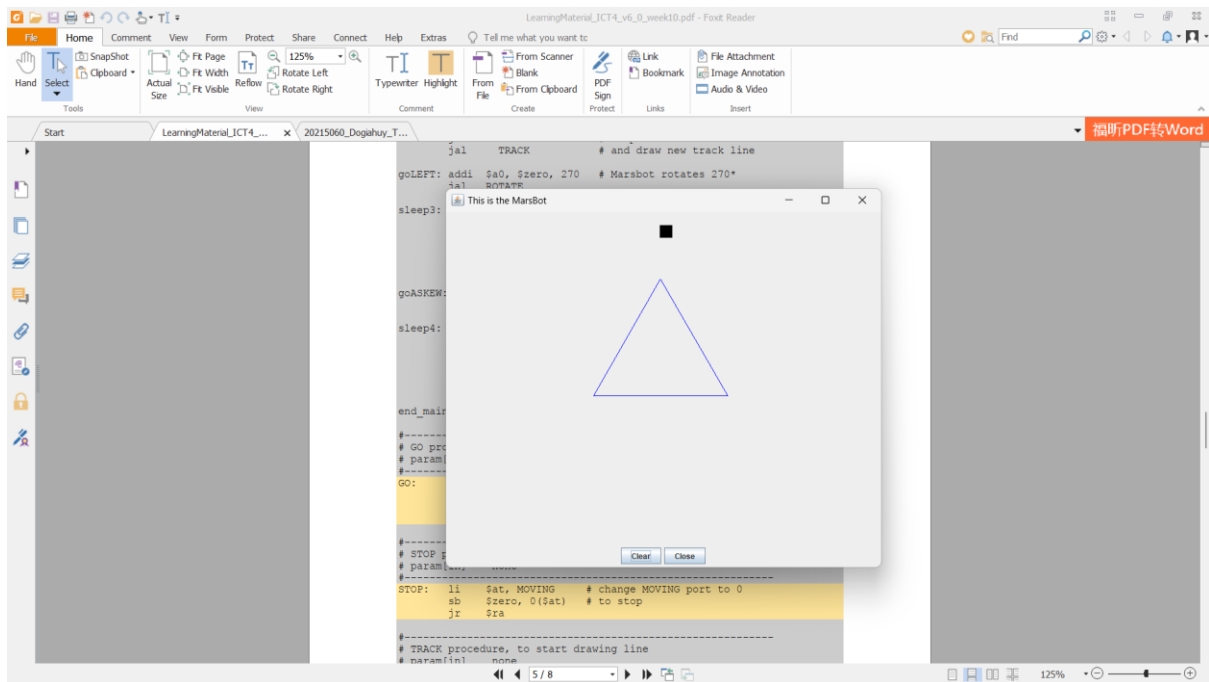 LearningMaterial_ICT4_v6_0_week10.pdf - Foxit Reader
File Home Comment View Form Protect Share Connect Help Extras Tell me what you want tc Find
Hand
Select
SnapShot
Clipboard
Tools
Actual Size
Fit Page
Fit Width
Fit Visible
Reflow
125%
Rotate Left
Rotate Right
View
Typewriter
Highlight
Comment
From File
From Scanner
Blank
From Clipboard
Create
PDF Sign
Protect
Link
Bookmark
Links
File Attachment
Image Annotation
Audio & Video
Insert
Start LearningMaterial_ICT4_... x 20215060_Dogiahuy_T...
福昕PDF转Word
jal TRACK # and draw new track line
goLEFT: addi $a0, $zero, 270 # Marsbot rotates 270*
jal ROTATE
This is the MarsBot
sleep3:
goASKEW:
sleep4:
end_mair
#------
# GO pro
# param[
#------
GO:
Clear Close
#------
# STOP p
# param[in] none
#-----------------------------------------------------------
STOP: li $at, MOVING # change MOVING port to 0
sb $zero, 0($at) # to stop
jr $ra
#-----------------------------------------------------------
# TRACK procedure, to start drawing line
# param[in] none
5 / 8
125%